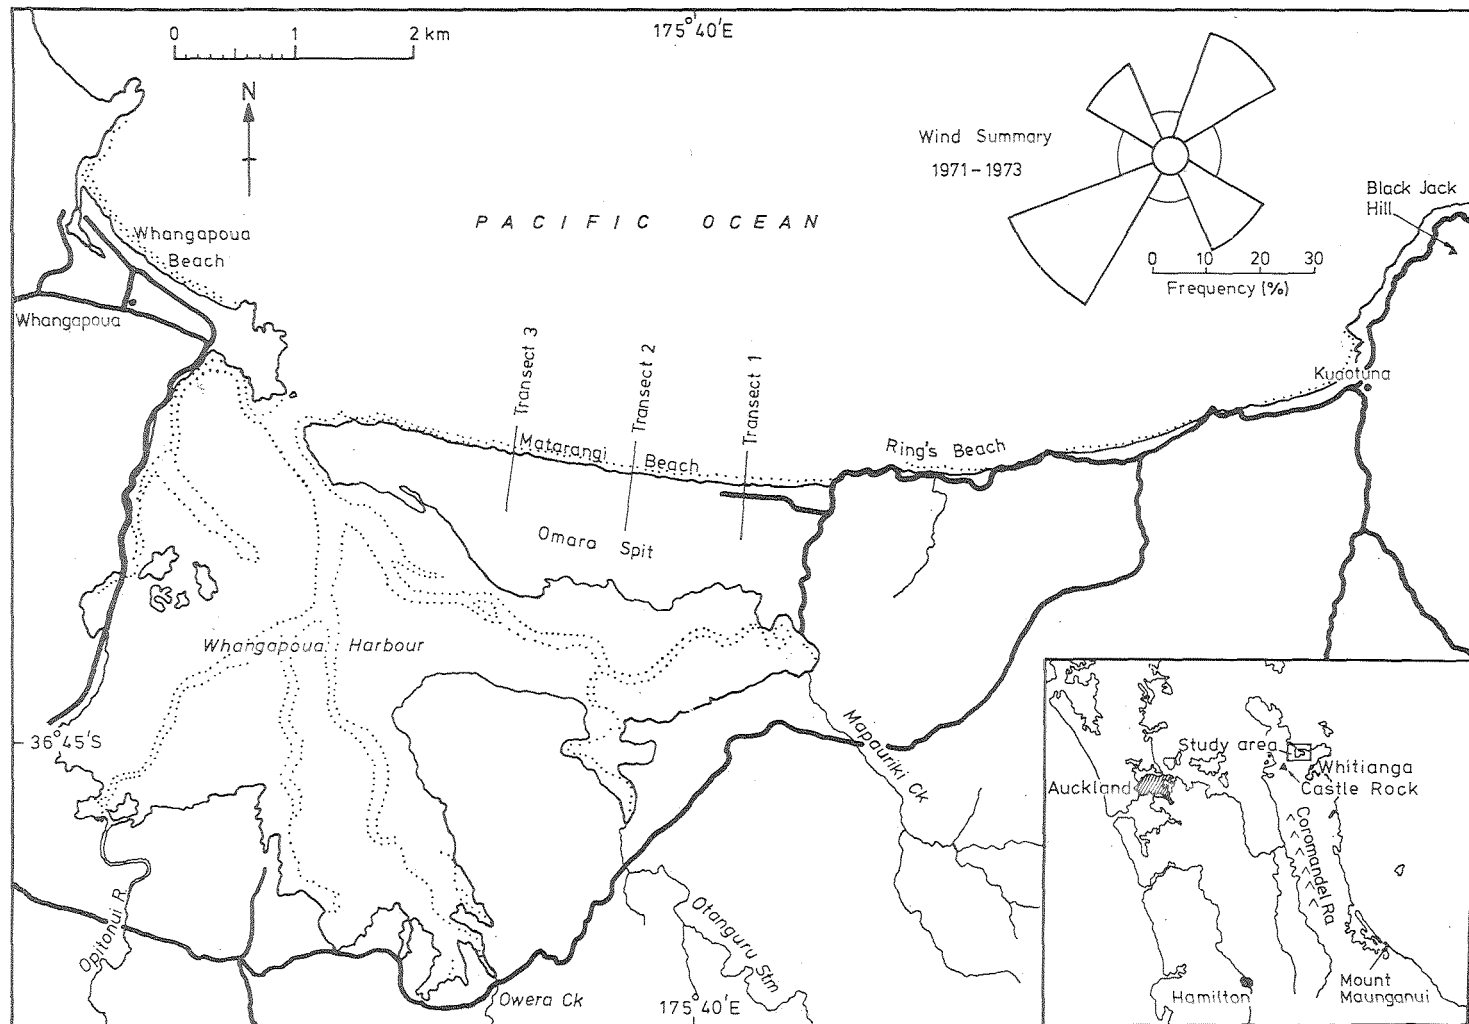 0 1 2 km
175°40'E
N
Wind Summary
1971-1973
Black Jack
Hill
PACIFIC OCEAN
Whangapoua
Beach
0 10 20 30
Frequency (%)
Whangapoua
Transect 3
Transect 2
Transect 1
Kuaotuna
Matarangi Beach
Ring's Beach
Omara Spit
Whangapoua Harbour
36°45'S
Mapauriki Ck
Opitonui R
Otanguru Stm
Owera Ck
175°40'E
Study area
Whitianga
Castle Rock
Auckland
Coromandel Ra
Hamilton
Mount
Maunganui